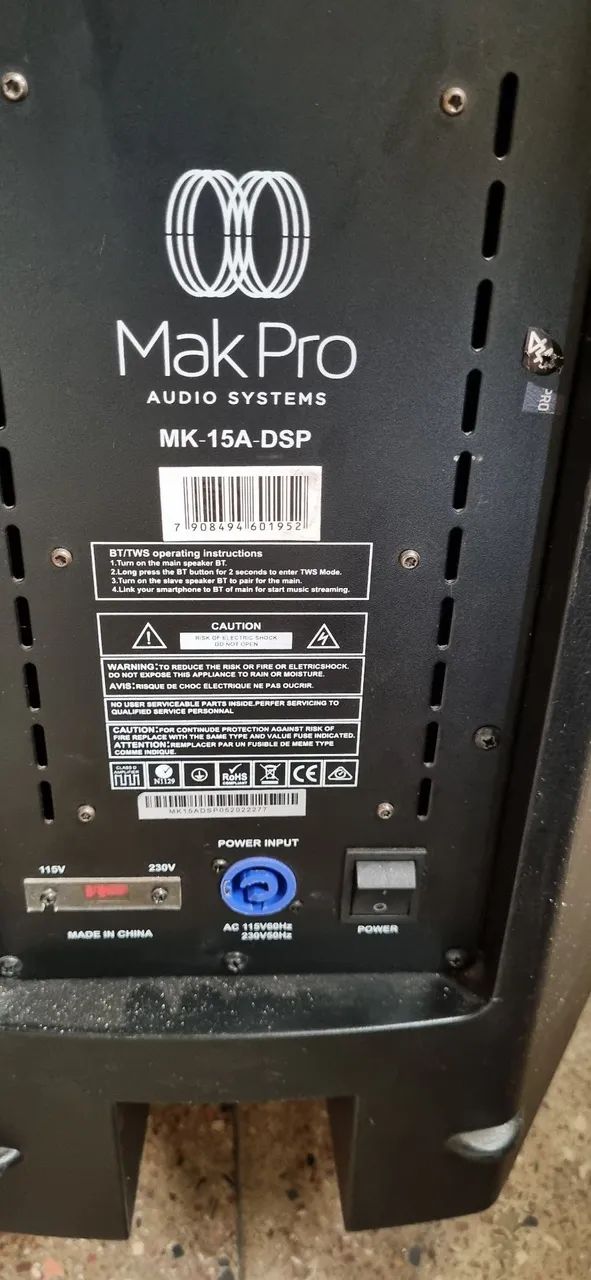 Mak Pro
AUDIO SYSTEMS
MK-15A-DSP
PRO
7 908494 601952
BT/TWS operating instructions
1.Turn on the main speaker BT.
2.Long press the BT button for 2 seconds to enter TWS Mode.
3.Turn on the slave speaker BT to pair for the main.
4.Link your smartphone to BT of main for start music streaming.
CAUTION
RISK OF ELECTRIC SHOCK
DO NOT OPEN
WARNING:TO REDUCE THE RISK OR FIRE OR ELETRICSHOCK.
DO NOT EXPOSE THIS APPLIANCE TO RAIN OR MOISTURE.
AVIS:RISQUE DE CHOC ELECTRIQUE NE PAS OUCRIR.
NO USER SERVICEABLE PARTS INSIDE.PERFER SERVICING TO
QUALIFIED SERVICE PERSONNAL
CAUTION:FOR CONTINUDE PROTECTION AGAINST RISK OF
FIRE REPLACE WITH THE SAME TYPE AND VALUE FUSE INDICATED.
ATTENTION:REMPLACER PAR UN FUSIBLE DE MEME TYPE
COMME INDIQUE.
CLASS D
AMPLIFIER
N1129
RoHS
COMPLIANT
CE
MK15ADSP052022277
POWER INPUT
115V
230V
MADE IN CHINA
AC 115V60Hz
230V50Hz
POWER